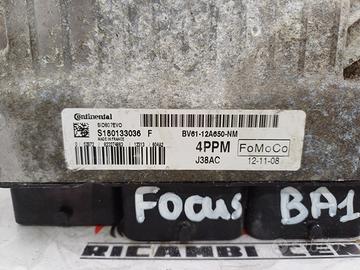 Continental
SID807EVO
S180133036 F
MADE IN FRANCE
BV61-12A650-NM
4PPM
J38AC
FoMoCo
12-11-08
FOCUS BA1
RICAMBI